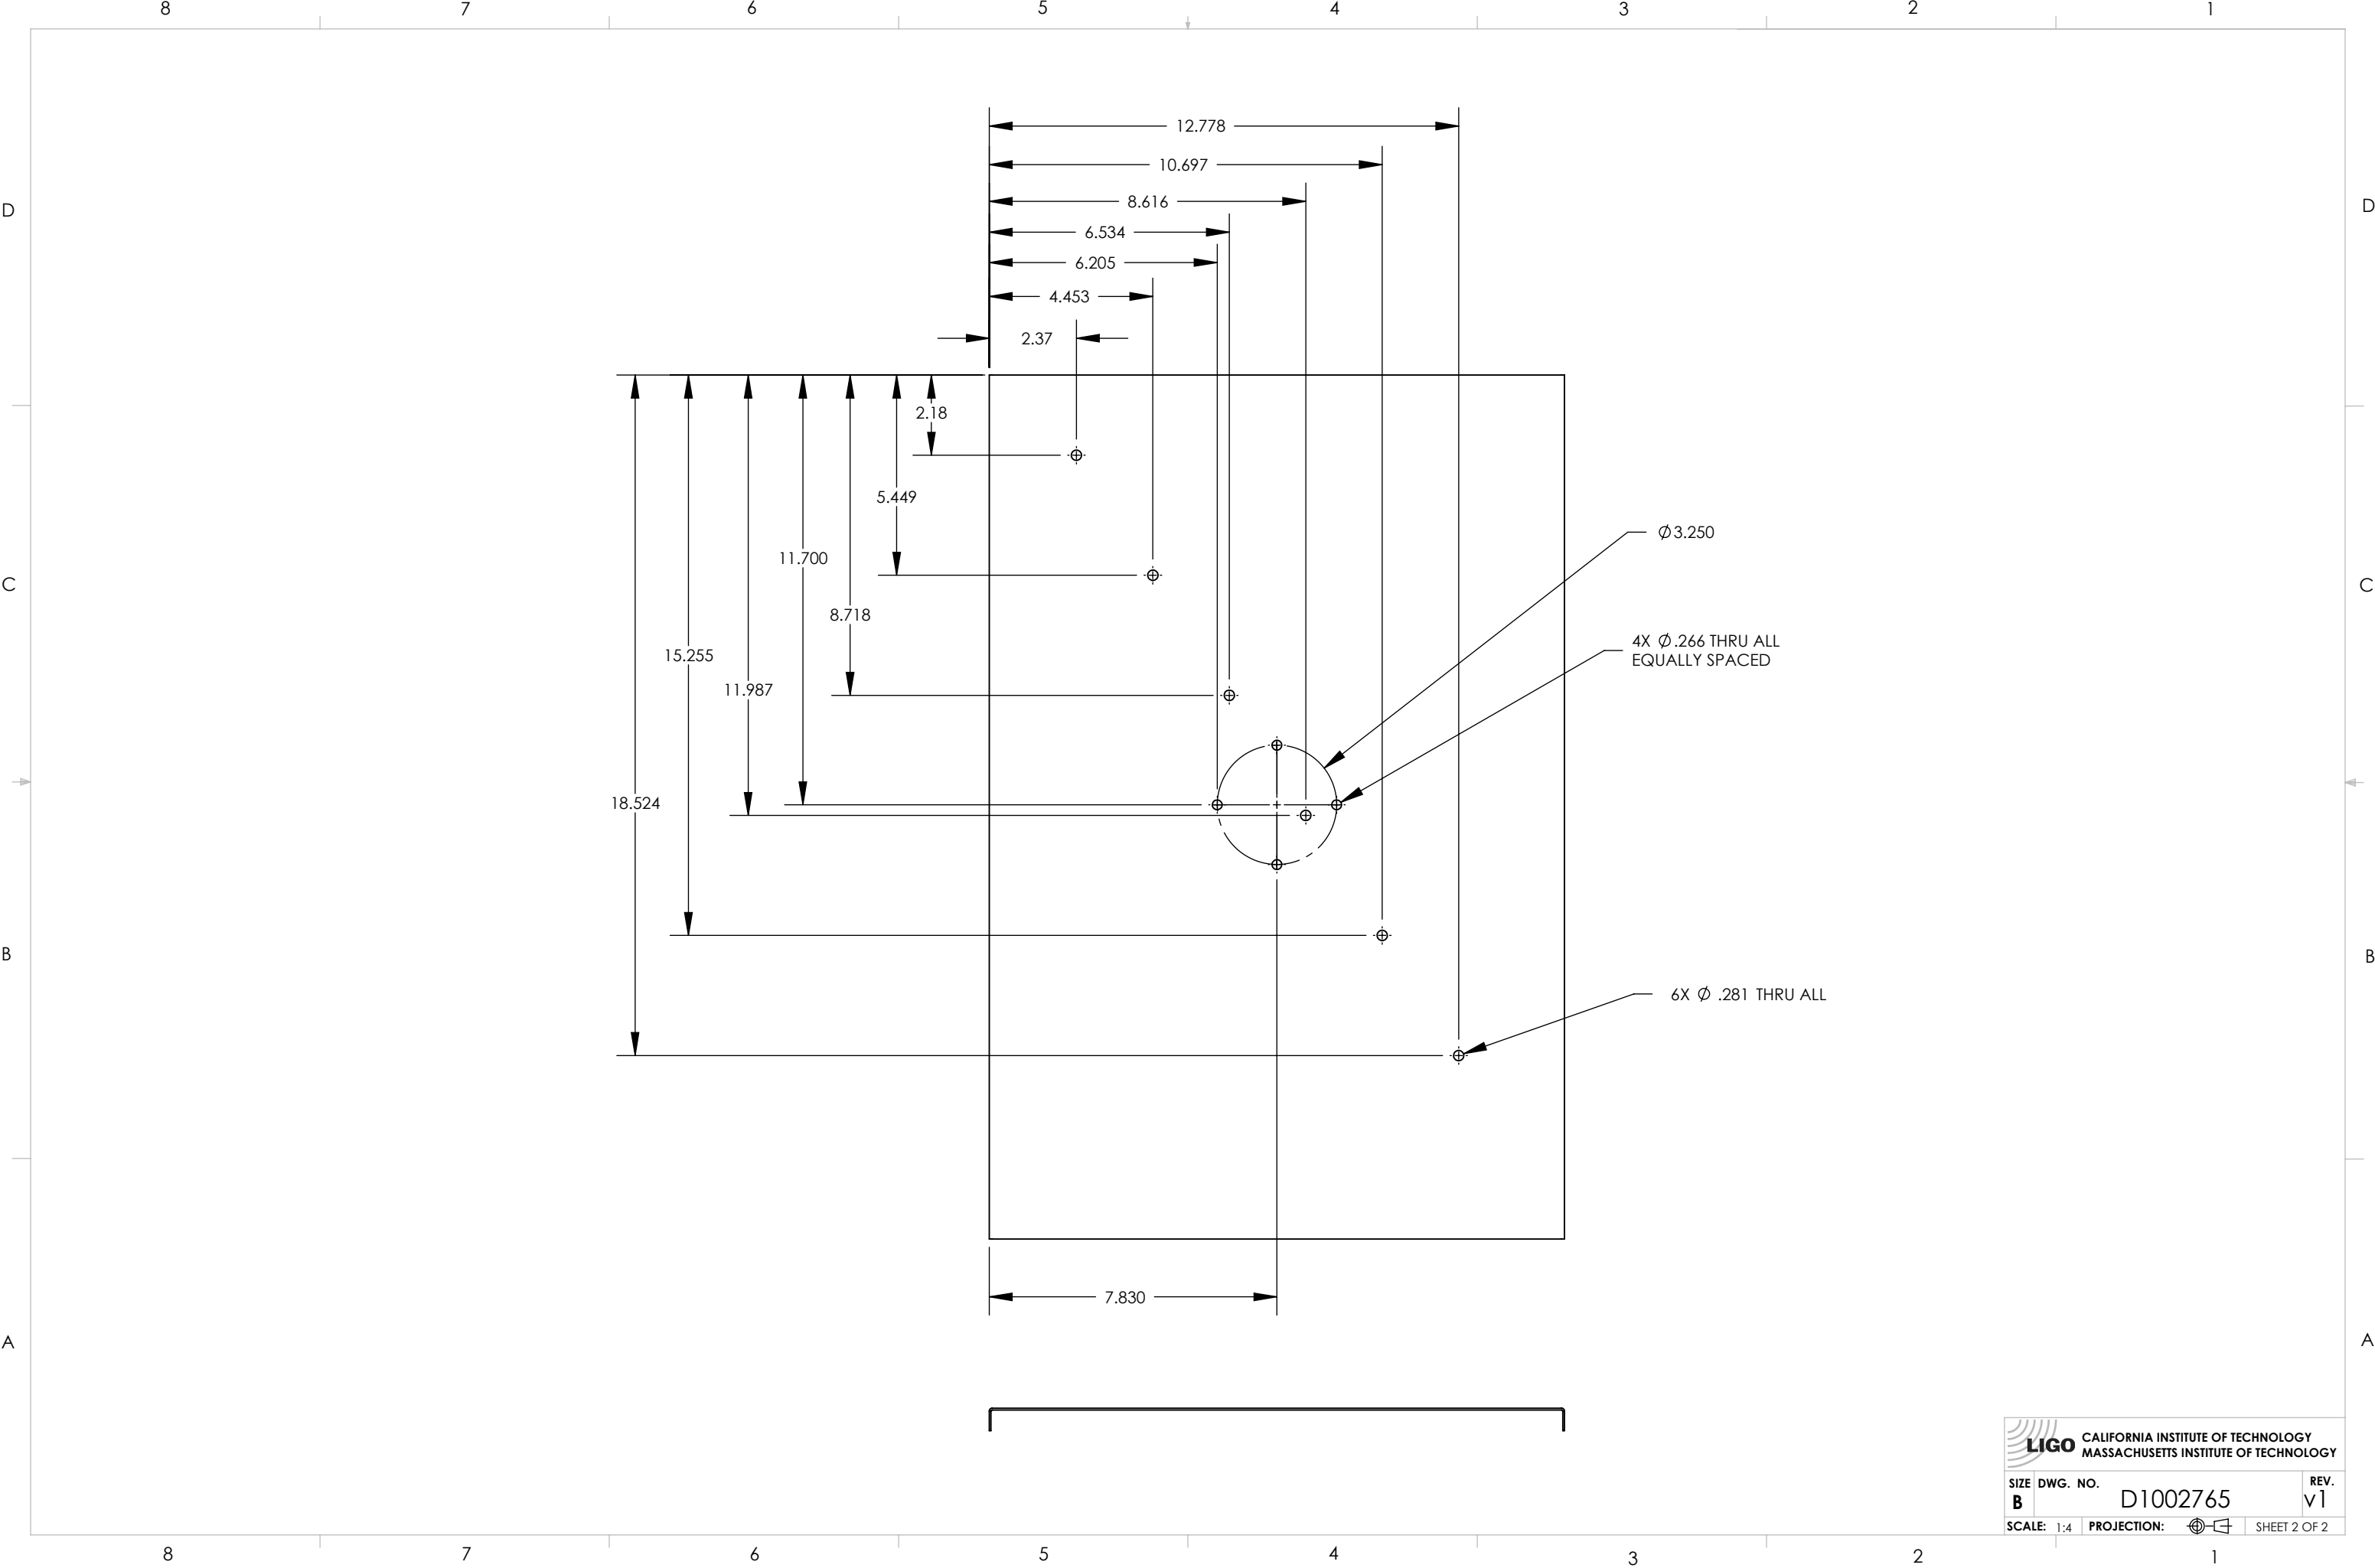 8 7 6 5 4 3 2 1
12.778
10.697
8.616
6.534
6.205
4.453
2.37
D D
2.18
5.449
11.700
8.718
15.255
11.987
18.524
⌀3.250
C C
4X ⌀.266 THRU ALL
EQUALLY SPACED
B B
6X ⌀ .281 THRU ALL
7.830
A A
LIGO
CALIFORNIA INSTITUTE OF TECHNOLOGY
MASSACHUSETTS INSTITUTE OF TECHNOLOGY
SIZE DWG. NO. REV.
B D1002765 v1
SCALE: 1:4 PROJECTION: SHEET 2 OF 2
8 7 6 5 4 3 2 1